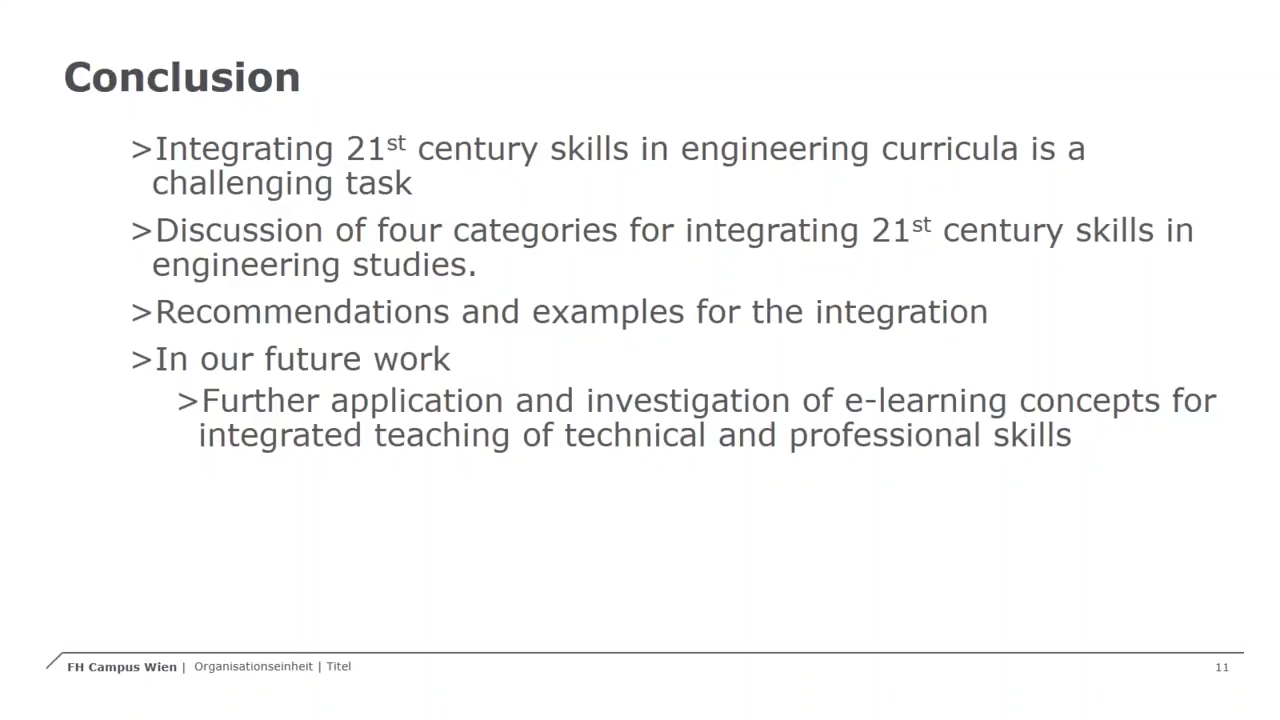 Conclusion
>Integrating 21st century skills in engineering curricula is a
challenging task
>Discussion of four categories for integrating 21st century skills in
engineering studies.
>Recommendations and examples for the integration
>In our future work
>Further application and investigation of e-learning concepts for
integrated teaching of technical and professional skills
FH Campus Wien | Organisationseinheit | Titel 11